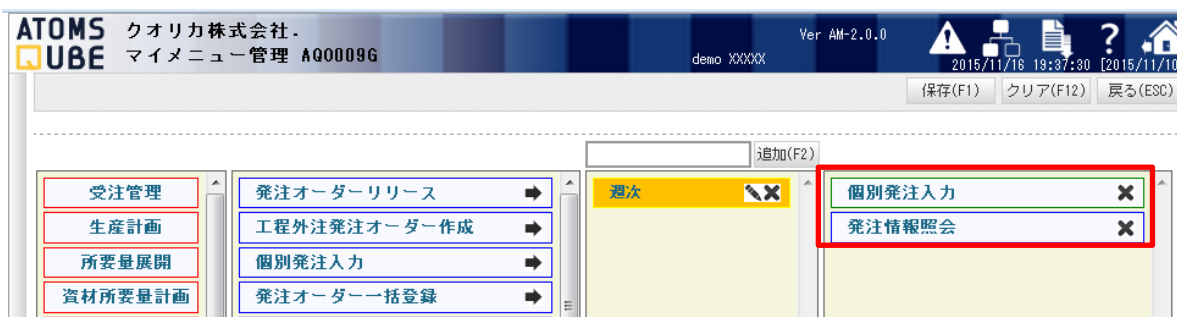 ATOMS QUBE
クオリカ株式会社.
マイメニュー管理 AQ0009G
demo XXXXX
Ver AM-2.0.0
2015/11/16 19:37:30 [2015/11/10
保存(F1) クリア(F12) 戻る(ESC)
追加(F2)
受注管理
生産計画
所要量展開
資材所要量計画
発注オーダーリリース
工程外注発注オーダー作成
個別発注入力
発注オーダー一括登録
週次
個別発注入力
発注情報照会